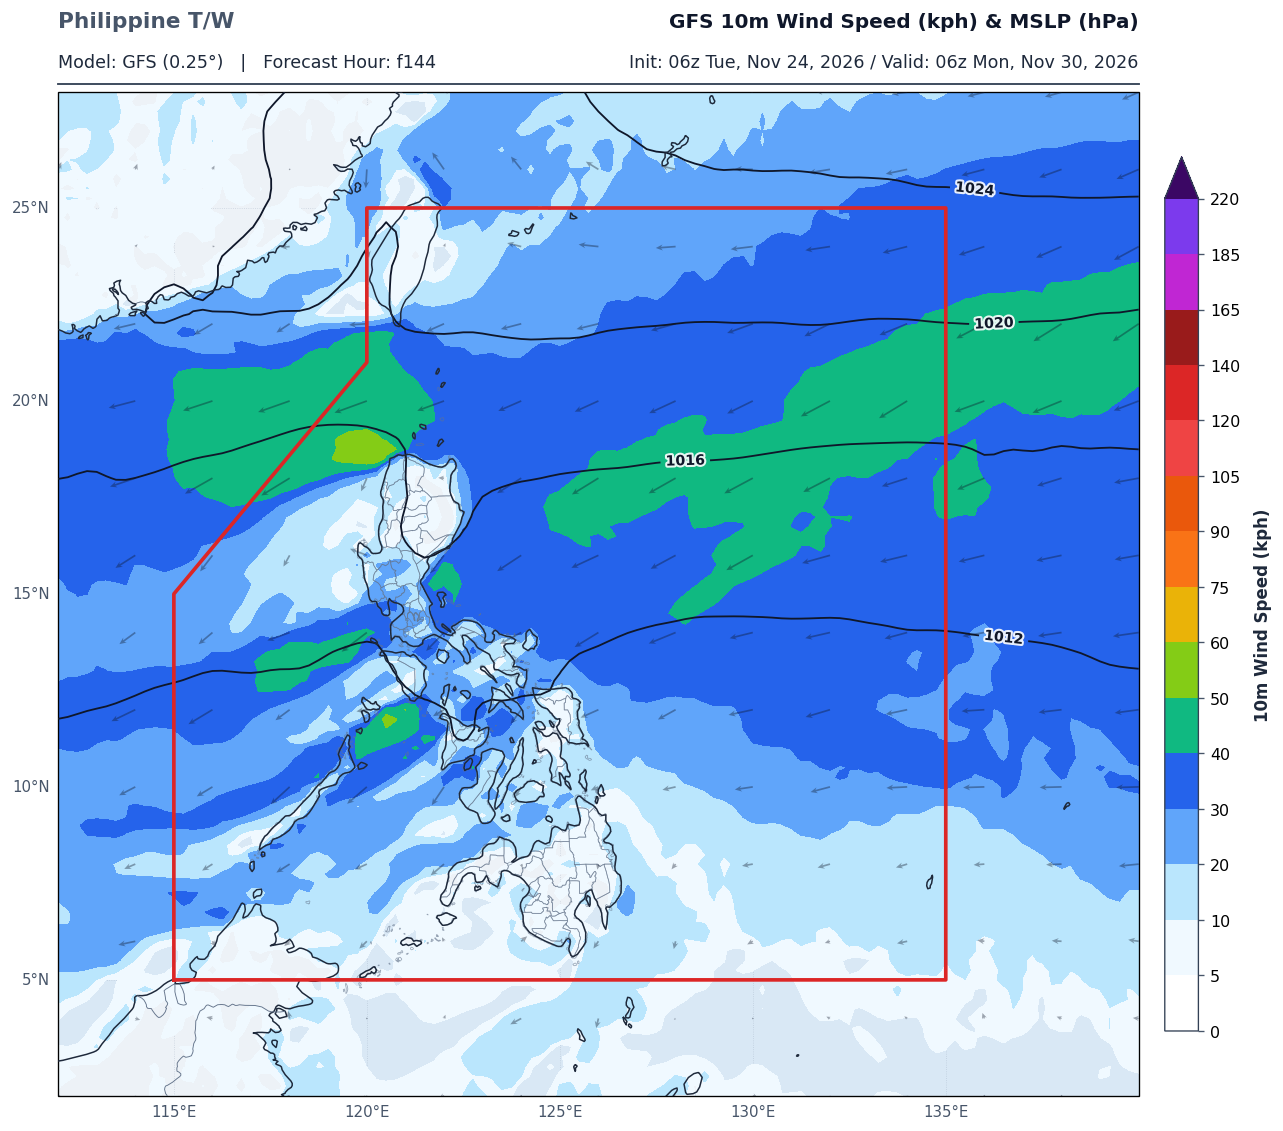 Philippine T/W
GFS 10m Wind Speed (kph) & MSLP (hPa)
Model: GFS (0.25°) | Forecast Hour: f144
Init: 06z Tue, Nov 24, 2026 / Valid: 06z Mon, Nov 30, 2026
1024
1020
1016
1012
25°N
20°N
15°N
10°N
5°N
115°E
120°E
125°E
130°E
135°E
220
185
165
140
120
105
90
75
60
50
40
30
20
10
5
0
10m Wind Speed (kph)